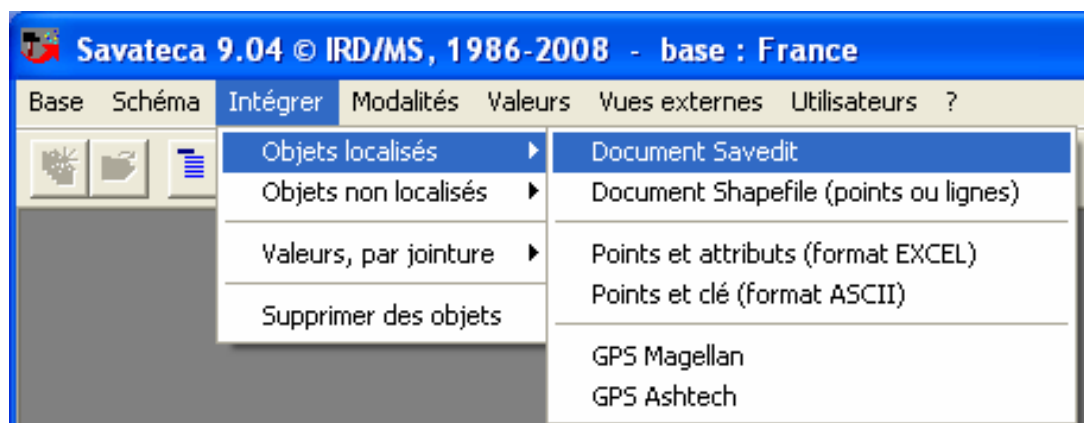 Savateca 9.04 © IRD/MS, 1986-2008 - base : France
Base Schéma Intégrer Modalités Valeurs Vues externes Utilisateurs ?
Objets localisés
Objets non localisés
Valeurs, par jointure
Supprimer des objets
Document Savedit
Document Shapefile (points ou lignes)
Points et attributs (format EXCEL)
Points et clé (format ASCII)
GPS Magellan
GPS Ashtech